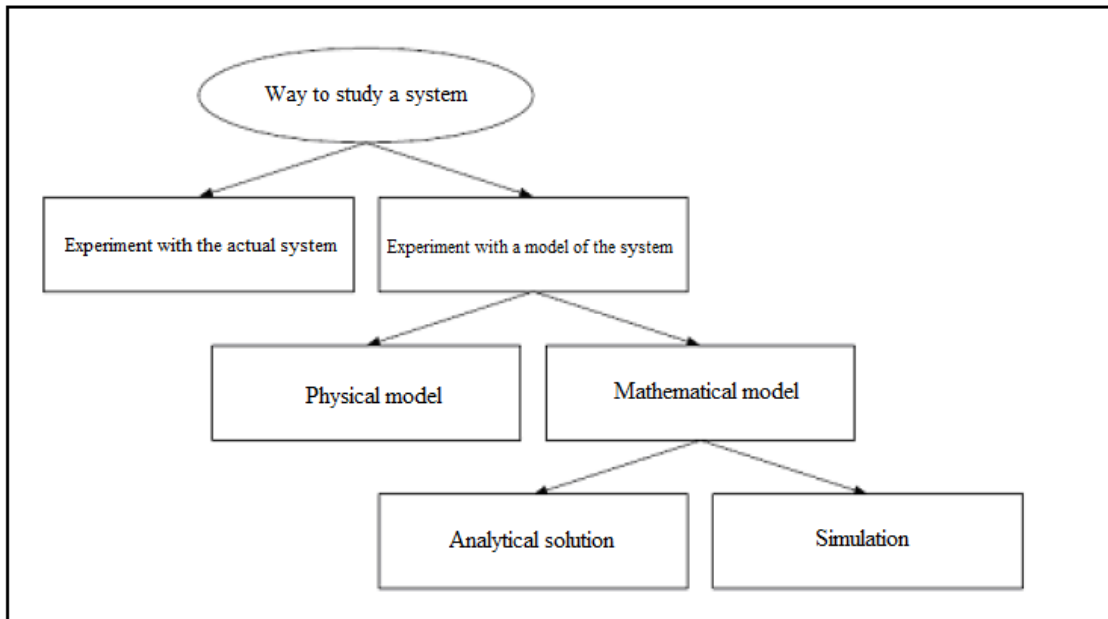 Way to study a system
Experiment with the actual system
Experiment with a model of the system
Physical model
Mathematical model
Analytical solution
Simulation